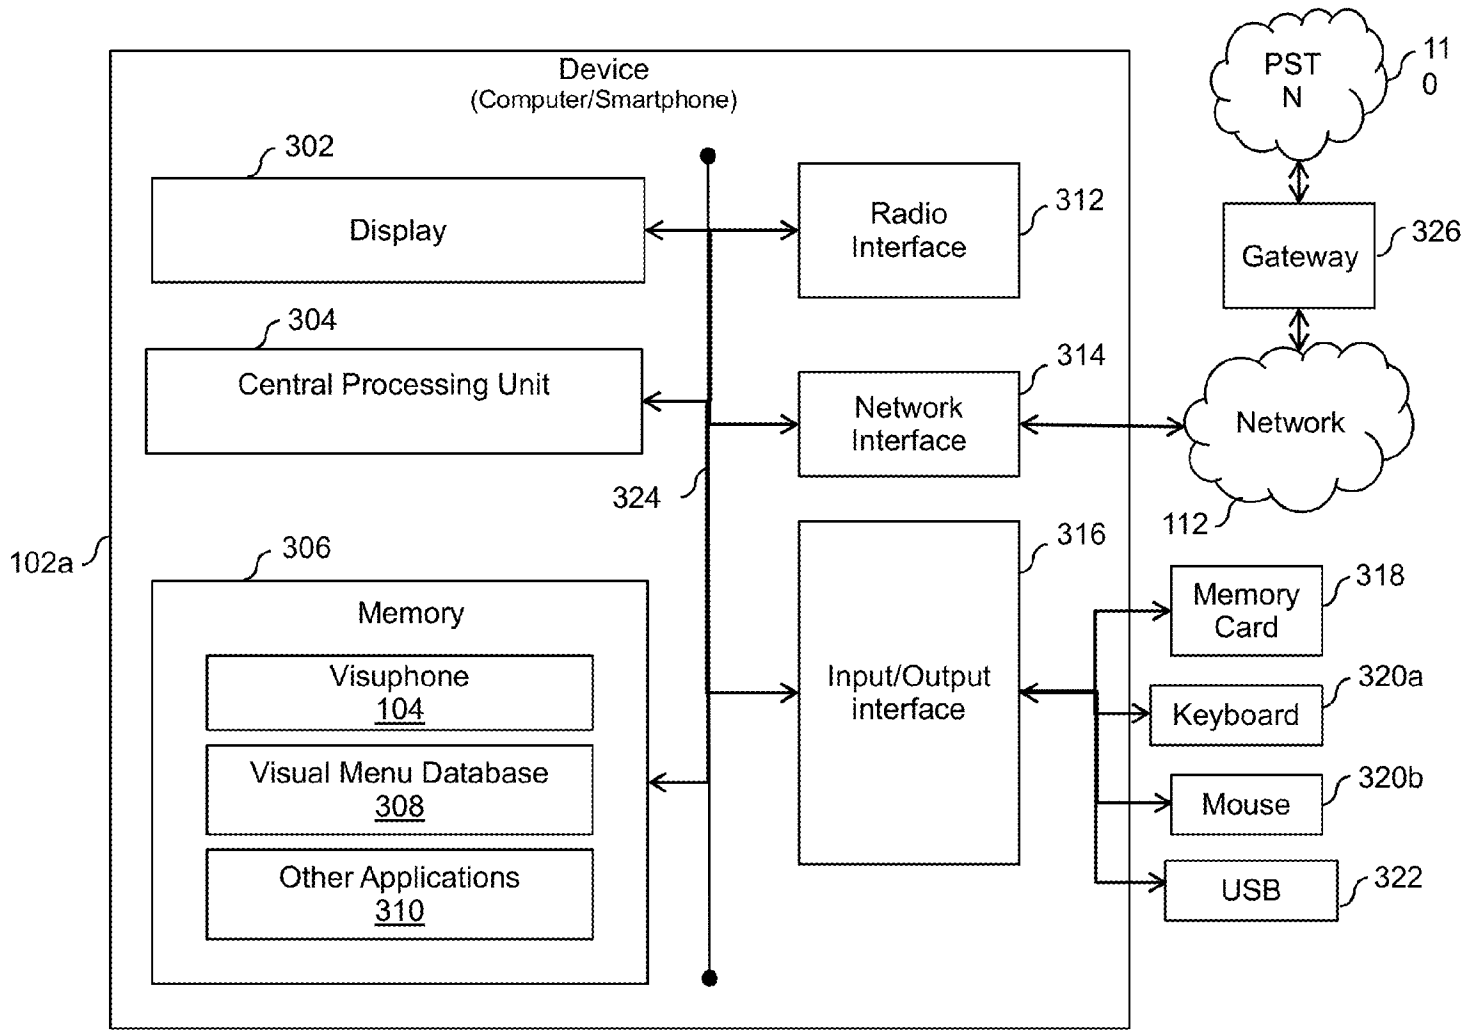 Device
(Computer/Smartphone)
PST
N
11
0
302
Display
312
Radio
Interface
326
Gateway
304
Central Processing Unit
314
Network
Interface
Network
112
324
102a
306
Memory
Visuphone
104
Visual Menu Database
308
Other Applications
310
316
Input/Output
interface
318
Memory
Card
320a
Keyboard
320b
Mouse
USB
322